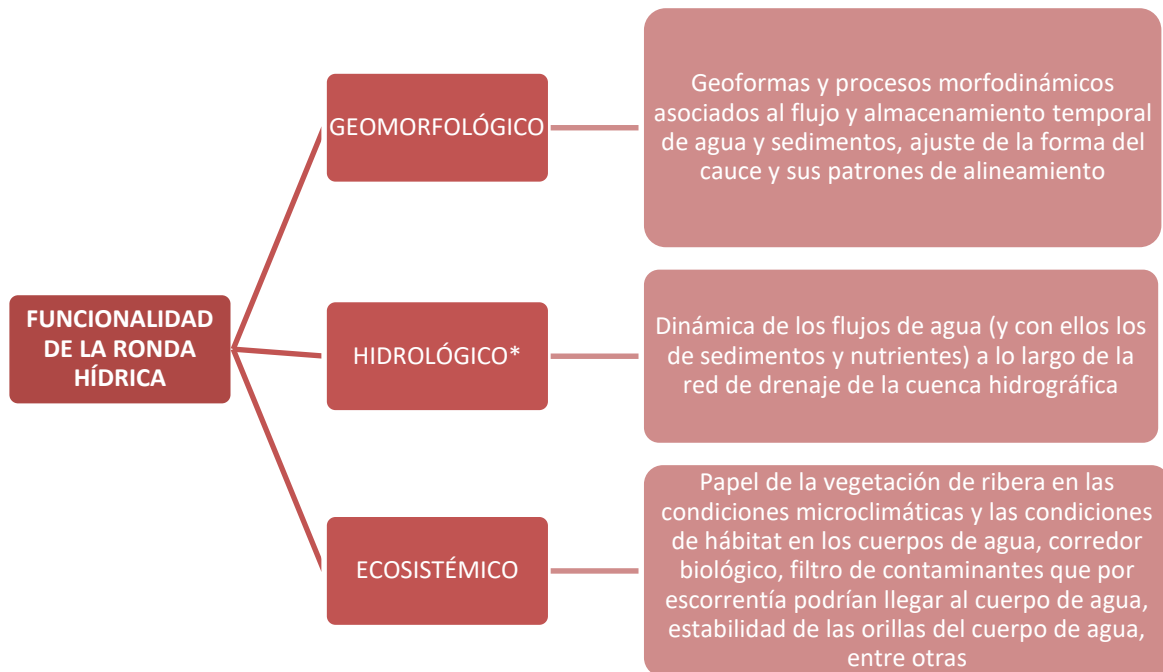 FUNCIONALIDAD
DE LA RONDA
HÍDRICA
GEOMORFOLÓGICO
Geoformas y procesos morfodinámicos
asociados al flujo y almacenamiento temporal
de agua y sedimentos, ajuste de la forma del
cauce y sus patrones de alineamiento
HIDROLÓGICO*
Dinámica de los flujos de agua (y con ellos los
de sedimentos y nutrientes) a lo largo de la
red de drenaje de la cuenca hidrográfica
ECOSISTÉMICO
Papel de la vegetación de ribera en las
condiciones microclimáticas y las condiciones
de hábitat en los cuerpos de agua, corredor
biológico, filtro de contaminantes que por
escorrentía podrían llegar al cuerpo de agua,
estabilidad de las orillas del cuerpo de agua,
entre otras